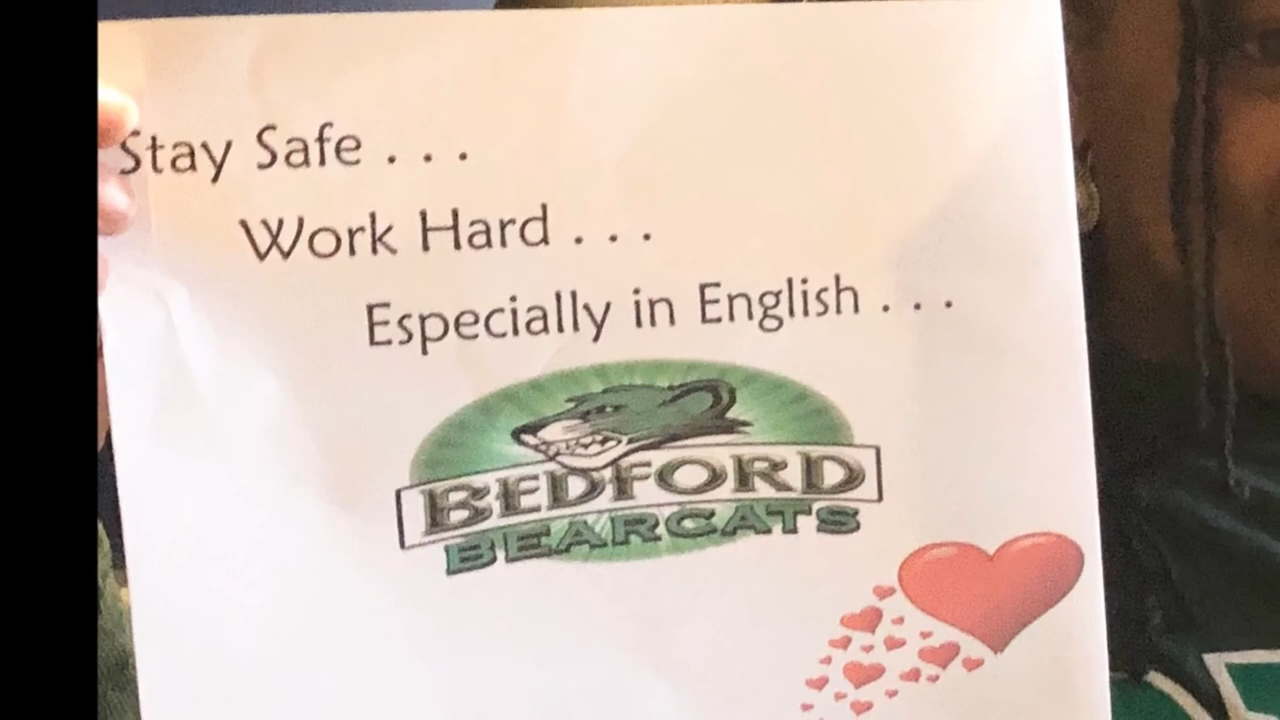 Stay Safe . . .
Work Hard . . .
Especially in English . . .
BEDFORD
BEARCATS